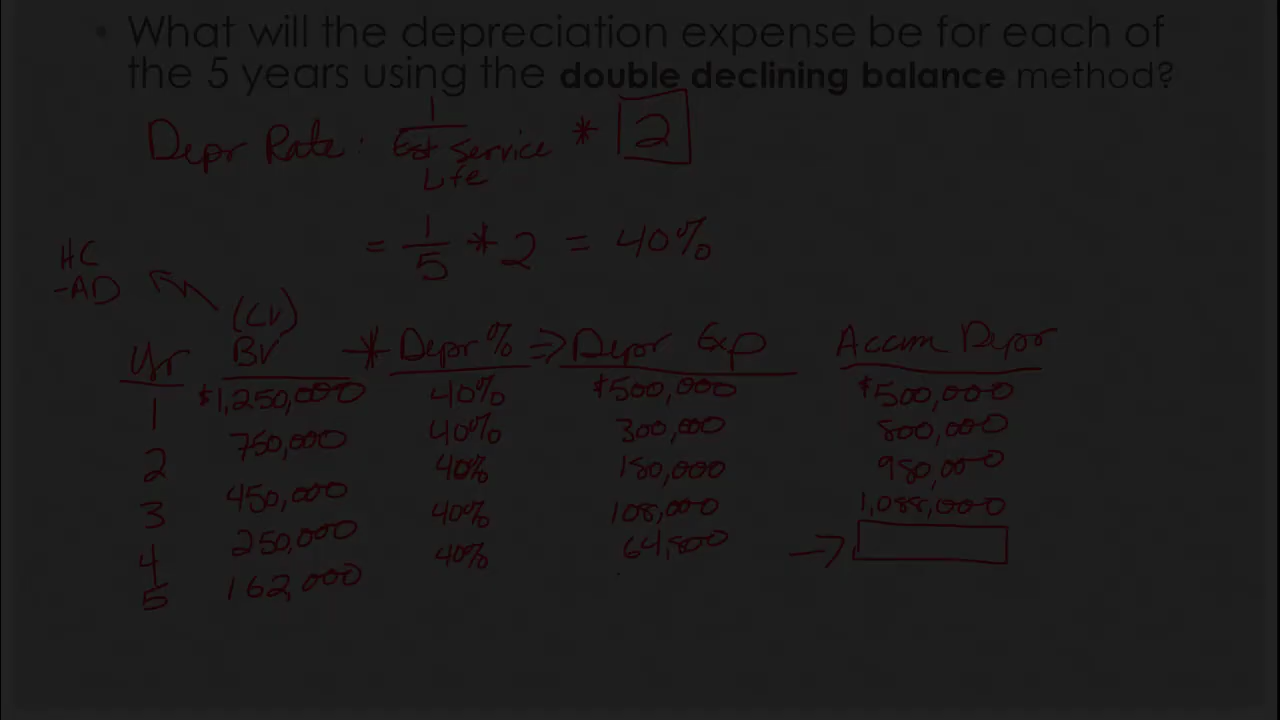 • What will the depreciation expense be for each of
the 5 years using the double declining balance method?
Depr Rate: 1 / Est Service Life * 2
= 1/5 * 2 = 40%
HC
-AD
(CV)
Yr BV * Depr % => Depr Exp Accum Depr
1 $1,250,000 40% $500,000 $500,000
2 750,000 40% 300,000 800,000
3 450,000 40% 180,000 980,000
4 250,000 40% 108,000 1,088,000
5 162,000 40% 64,800 →